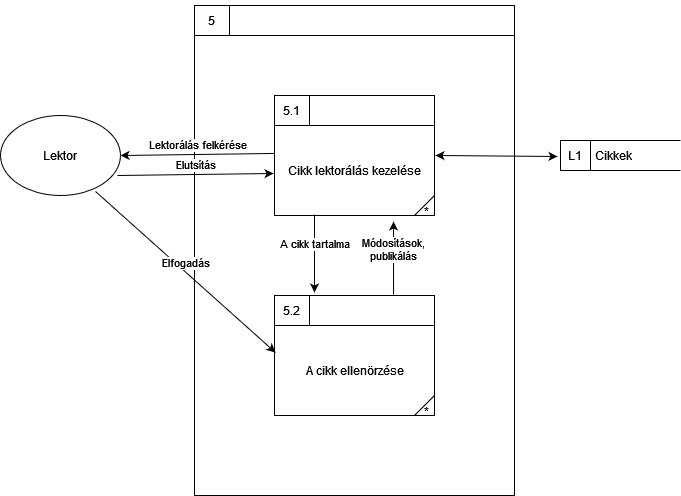 5
5.1
Lektorálás felkérése
Lektor
Elutsítás
Cikk lektorálás kezelése
L1 Cikkek
*
A cikk tartalma
Módosítások,
publikálás
Elfogadás
5.2
A cikk ellenörzése
*